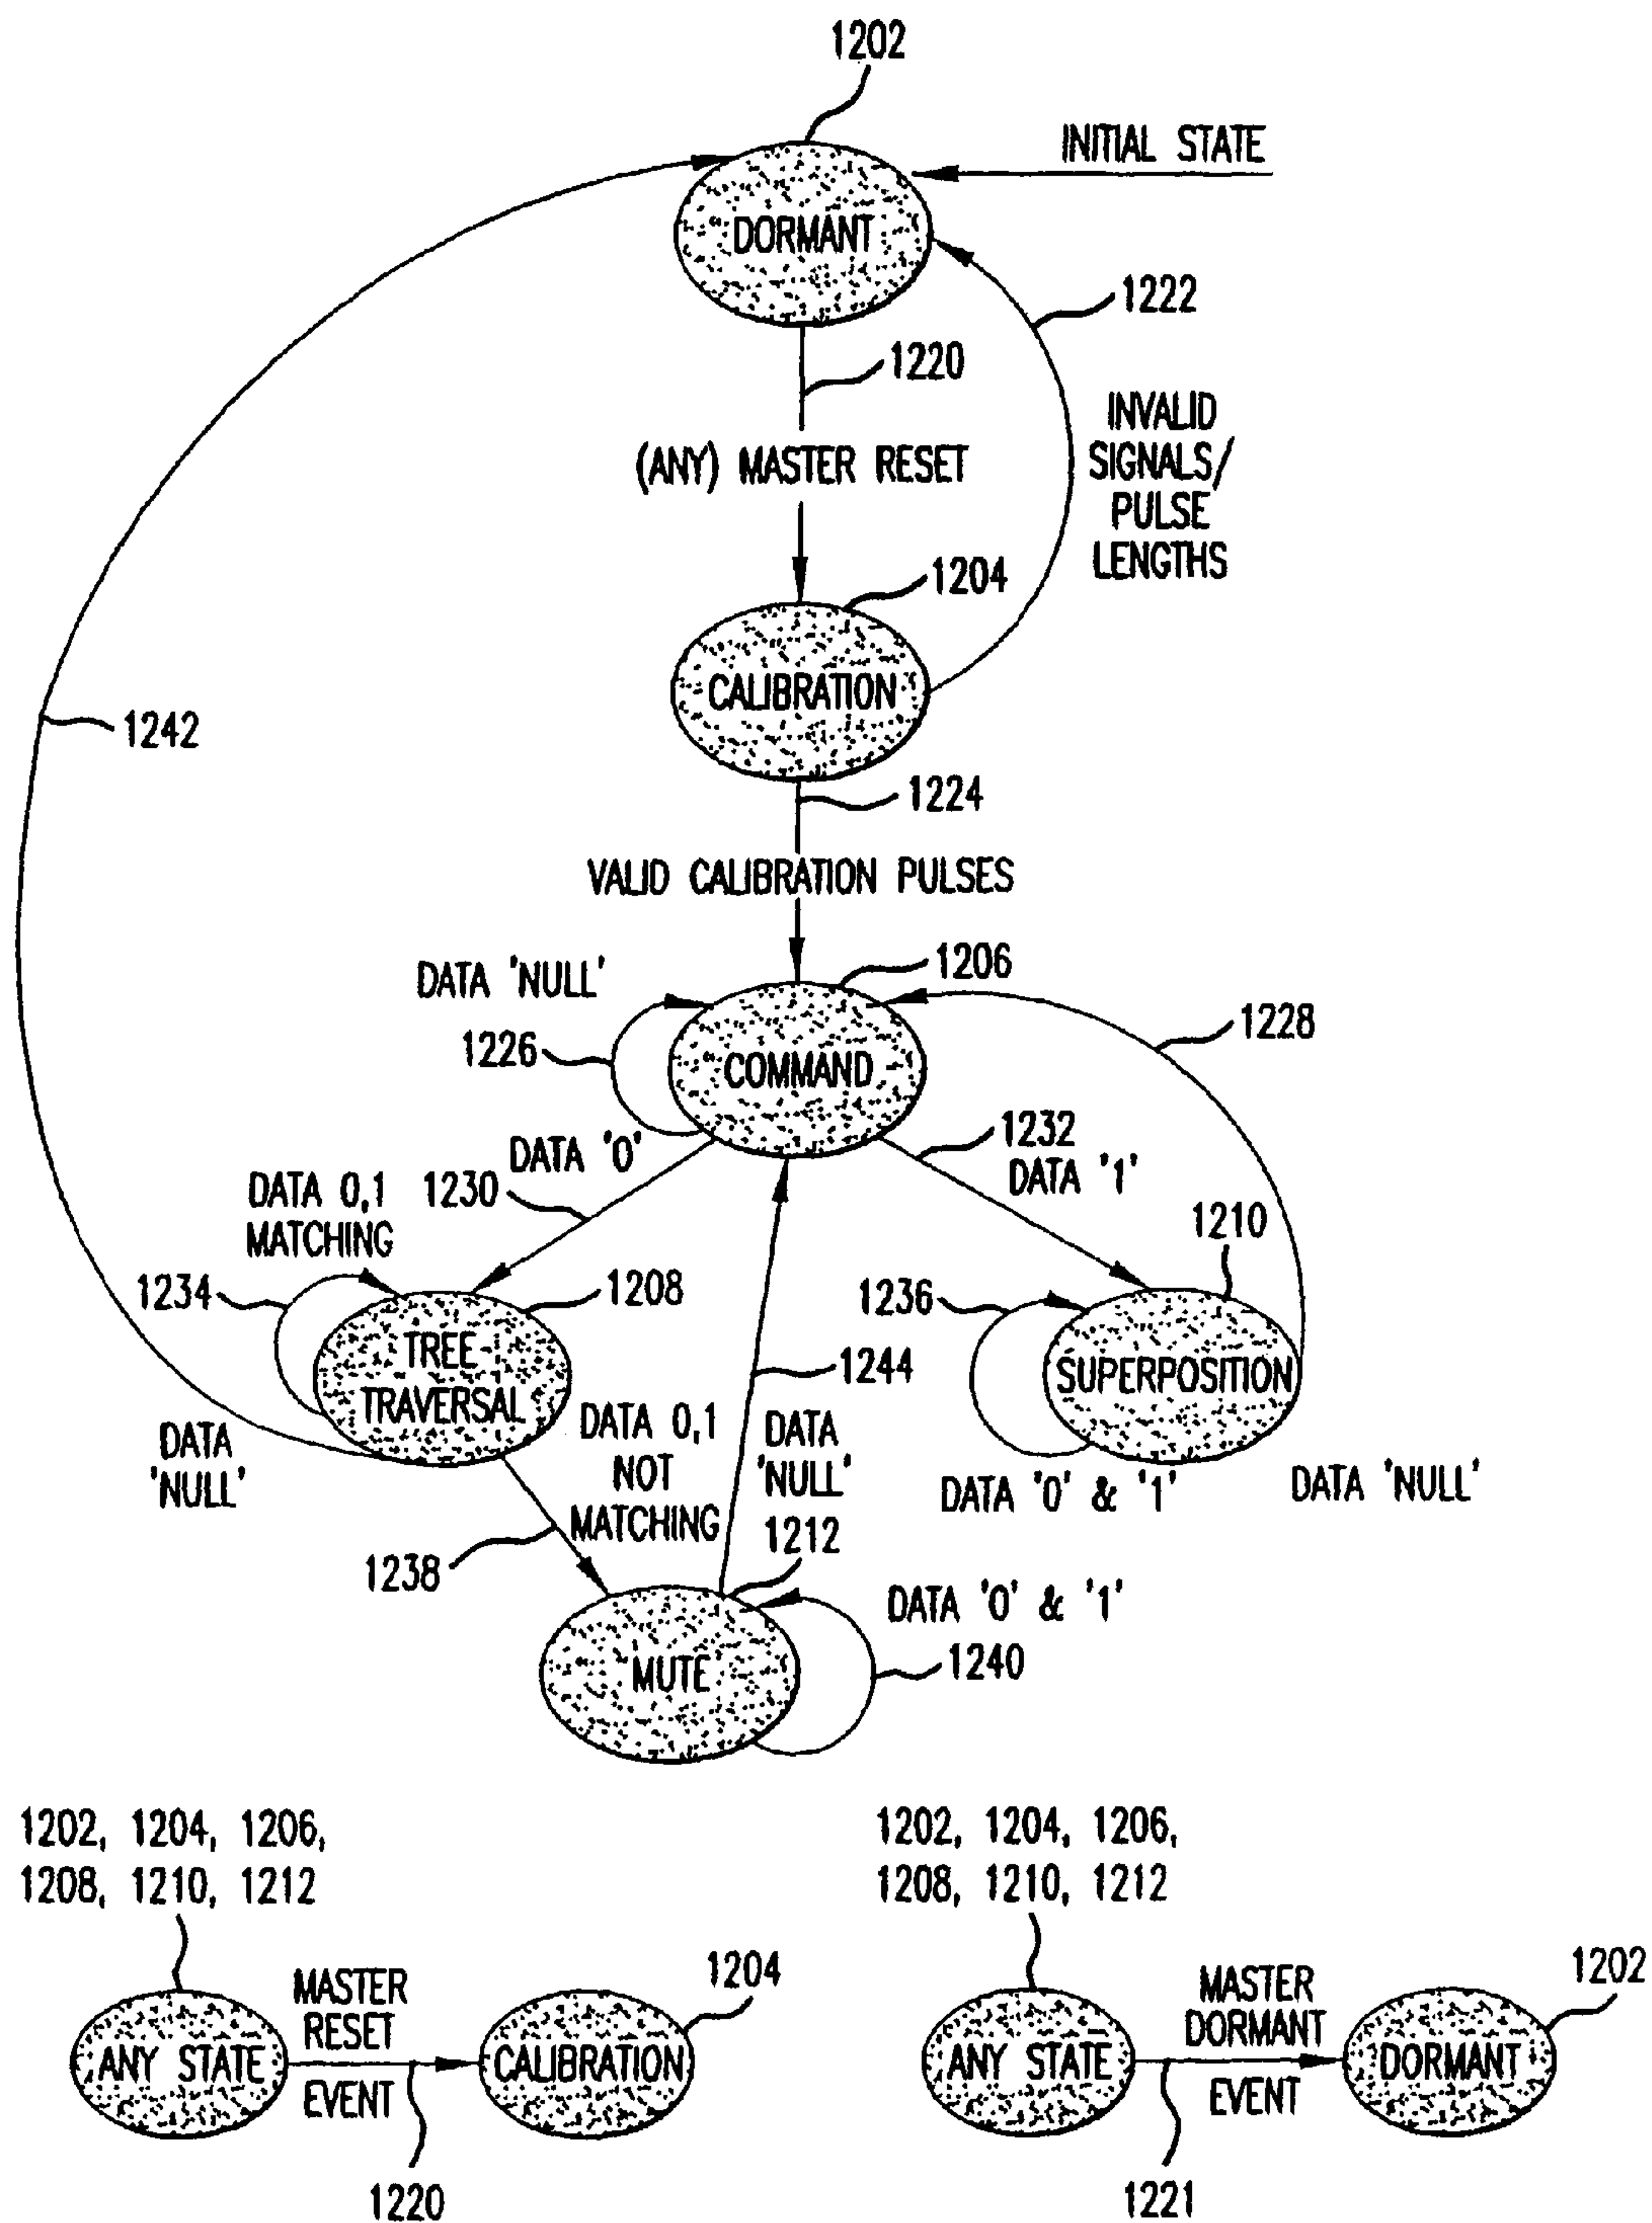 1202
INITIAL STATE
DORMANT
1222
1220
INVALID
SIGNALS/
PULSE
LENGTHS
(ANY) MASTER RESET
1204
CALIBRATION
1242
1224
VALID CALIBRATION PULSES
DATA 'NULL'
1206
1228
1226
COMMAND
1232
DATA '0'
DATA '1'
DATA 0,1
MATCHING
1230
1210
1234
1208
1236
TREE
TRAVERSAL
1244
SUPERPOSITION
DATA
'NULL'
DATA 0,1
NOT
MATCHING
DATA
'NULL'
1212
DATA '0' & '1'
DATA 'NULL'
1238
DATA '0' & '1'
MUTE
1240
1202, 1204, 1206,
1208, 1210, 1212
1202, 1204, 1206,
1208, 1210, 1212
ANY STATE
MASTER
RESET
EVENT
1204
CALIBRATION
1220
ANY STATE
MASTER
DORMANT
EVENT
1202
DORMANT
1221